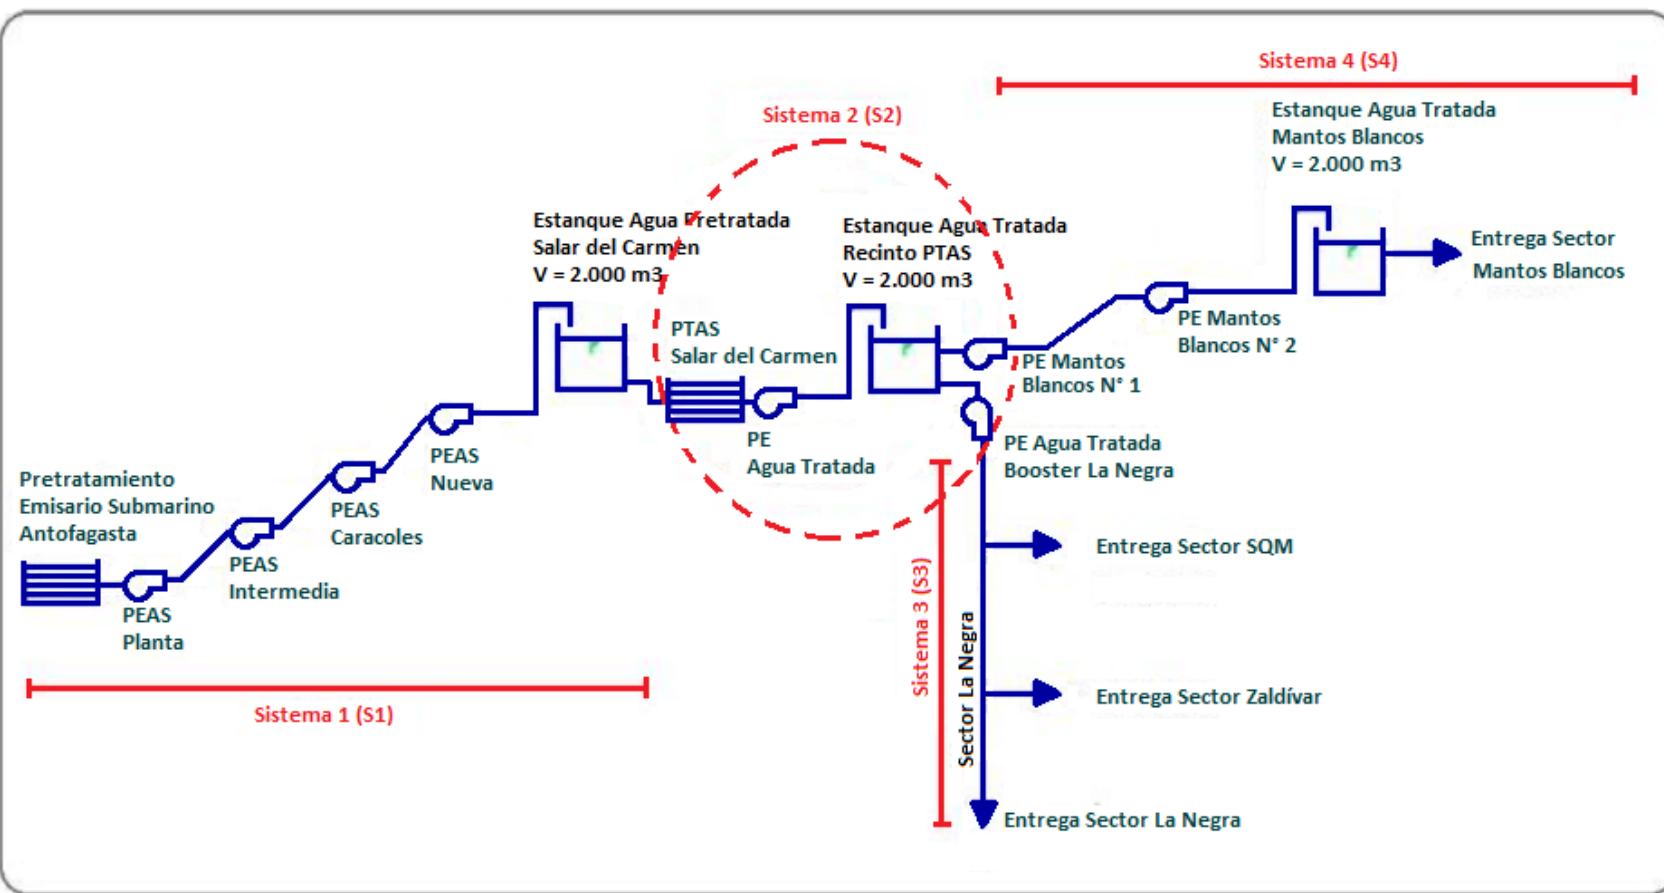 Sistema 4 (S4)
Estanque Agua Tratada
Mantos Blancos
V = 2.000 m3
Sistema 2 (S2)
Estanque Agua Pretratada
Salar del Carmen
V = 2.000 m3
Estanque Agua Tratada
Recinto PTAS
V = 2.000 m3
Entrega Sector
Mantos Blancos
PTAS
Salar del Carmen
PE Mantos
Blancos N° 2
PE Mantos
Blancos N° 1
PE
Agua Tratada
PE Agua Tratada
Booster La Negra
PEAS
Nueva
PEAS
Caracoles
Pretratamiento
Emisario Submarino
Antofagasta
PEAS
Intermedia
PEAS
Planta
Sistema 1 (S1)
Sistema 3 (S3)
Sector La Negra
Entrega Sector SQM
Entrega Sector Zaldívar
Entrega Sector La Negra